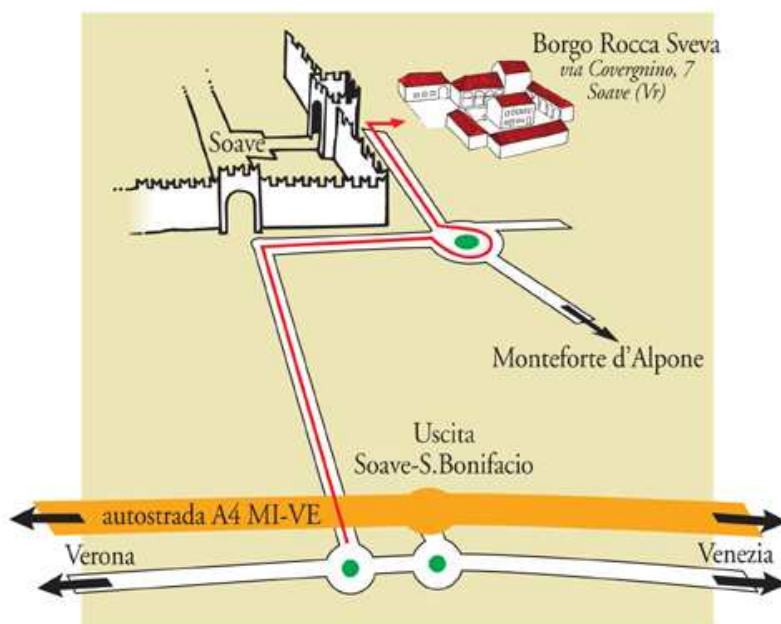 Borgo Rocca Sveva
via Covergnino, 7
Soave (Vr)
Soave
Monteforte d'Alpone
Uscita
Soave-S.Bonifacio
autostrada A4 MI-VE
Verona
Venezia